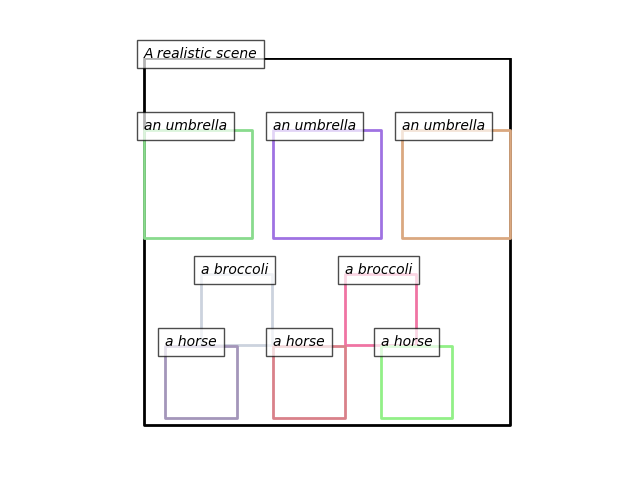 A realistic scene
an umbrella
an umbrella
an umbrella
a broccoli
a broccoli
a horse
a horse
a horse